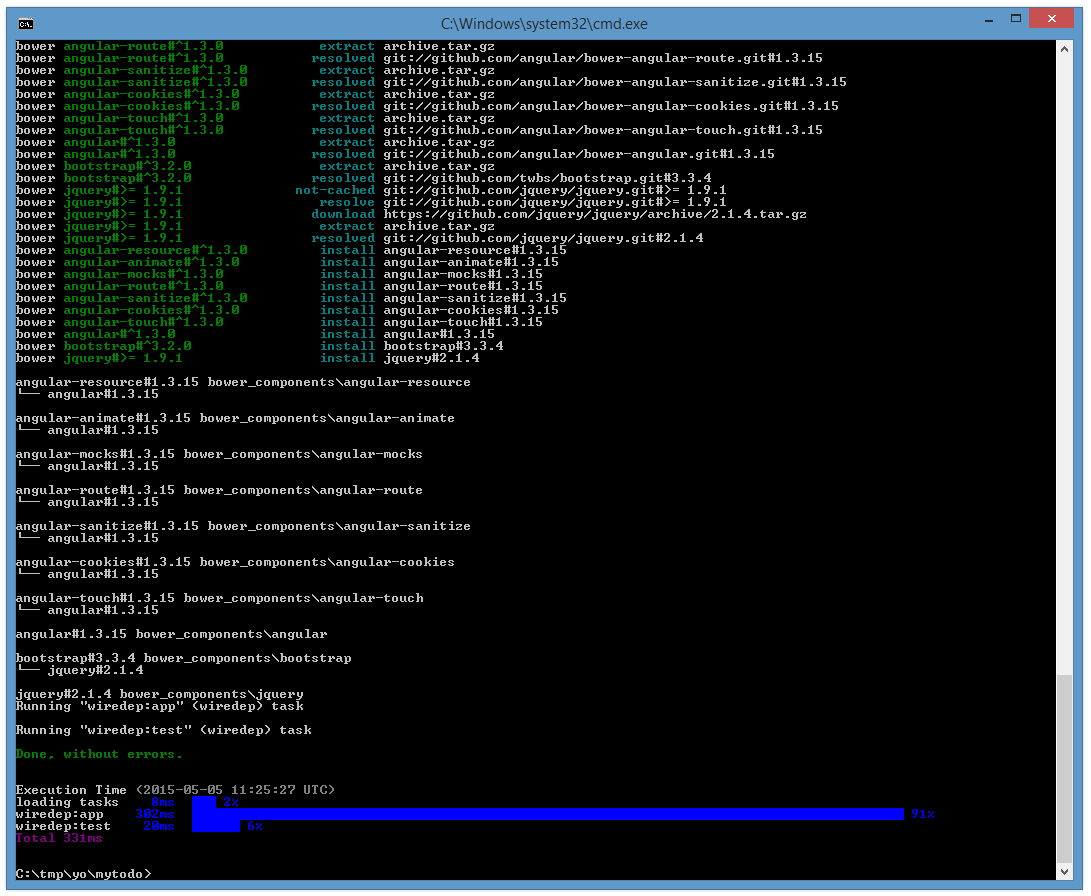 C:\Windows\system32\cmd.exe
bower angular-route#^1.3.0 extract archive.tar.gz
bower angular-route#^1.3.0 resolved git://github.com/angular/bower-angular-route.git#1.3.15
bower angular-sanitize#^1.3.0 extract archive.tar.gz
bower angular-sanitize#^1.3.0 resolved git://github.com/angular/bower-angular-sanitize.git#1.3.15
bower angular-cookies#^1.3.0 extract archive.tar.gz
bower angular-cookies#^1.3.0 resolved git://github.com/angular/bower-angular-cookies.git#1.3.15
bower angular-touch#^1.3.0 extract archive.tar.gz
bower angular-touch#^1.3.0 resolved git://github.com/angular/bower-angular-touch.git#1.3.15
bower angular#^1.3.0 extract archive.tar.gz
bower angular#^1.3.0 resolved git://github.com/angular/bower-angular.git#1.3.15
bower bootstrap#^3.2.0 extract archive.tar.gz
bower bootstrap#^3.2.0 resolved git://github.com/twbs/bootstrap.git#3.3.4
bower jquery#>= 1.9.1 not-cached git://github.com/jquery/jquery.git#>= 1.9.1
bower jquery#>= 1.9.1 resolve git://github.com/jquery/jquery.git#>= 1.9.1
bower jquery#>= 1.9.1 download https://github.com/jquery/jquery/archive/2.1.4.tar.gz
bower jquery#>= 1.9.1 extract archive.tar.gz
bower jquery#>= 1.9.1 resolved git://github.com/jquery/jquery.git#2.1.4
bower angular-resource#^1.3.0 install angular-resource#1.3.15
bower angular-animate#^1.3.0 install angular-animate#1.3.15
bower angular-mocks#^1.3.0 install angular-mocks#1.3.15
bower angular-route#^1.3.0 install angular-route#1.3.15
bower angular-sanitize#^1.3.0 install angular-sanitize#1.3.15
bower angular-cookies#^1.3.0 install angular-cookies#1.3.15
bower angular-touch#^1.3.0 install angular-touch#1.3.15
bower angular#^1.3.0 install angular#1.3.15
bower bootstrap#^3.2.0 install bootstrap#3.3.4
bower jquery#>= 1.9.1 install jquery#2.1.4
angular-resource#1.3.15 bower_components\angular-resource
└── angular#1.3.15
angular-animate#1.3.15 bower_components\angular-animate
└── angular#1.3.15
angular-mocks#1.3.15 bower_components\angular-mocks
└── angular#1.3.15
angular-route#1.3.15 bower_components\angular-route
└── angular#1.3.15
angular-sanitize#1.3.15 bower_components\angular-sanitize
└── angular#1.3.15
angular-cookies#1.3.15 bower_components\angular-cookies
└── angular#1.3.15
angular-touch#1.3.15 bower_components\angular-touch
└── angular#1.3.15
angular#1.3.15 bower_components\angular
bootstrap#3.3.4 bower_components\bootstrap
└── jquery#2.1.4
jquery#2.1.4 bower_components\jquery
Running "wiredep:app" (wiredep) task
Running "wiredep:test" (wiredep) task
Done, without errors.
Execution Time (2015-05-05 11:25:27 UTC)
loading tasks 8ms 2%
wiredep:app 302ms 91%
wiredep:test 20ms 6%
Total 331ms
C:\tmp\yo\mytodo>